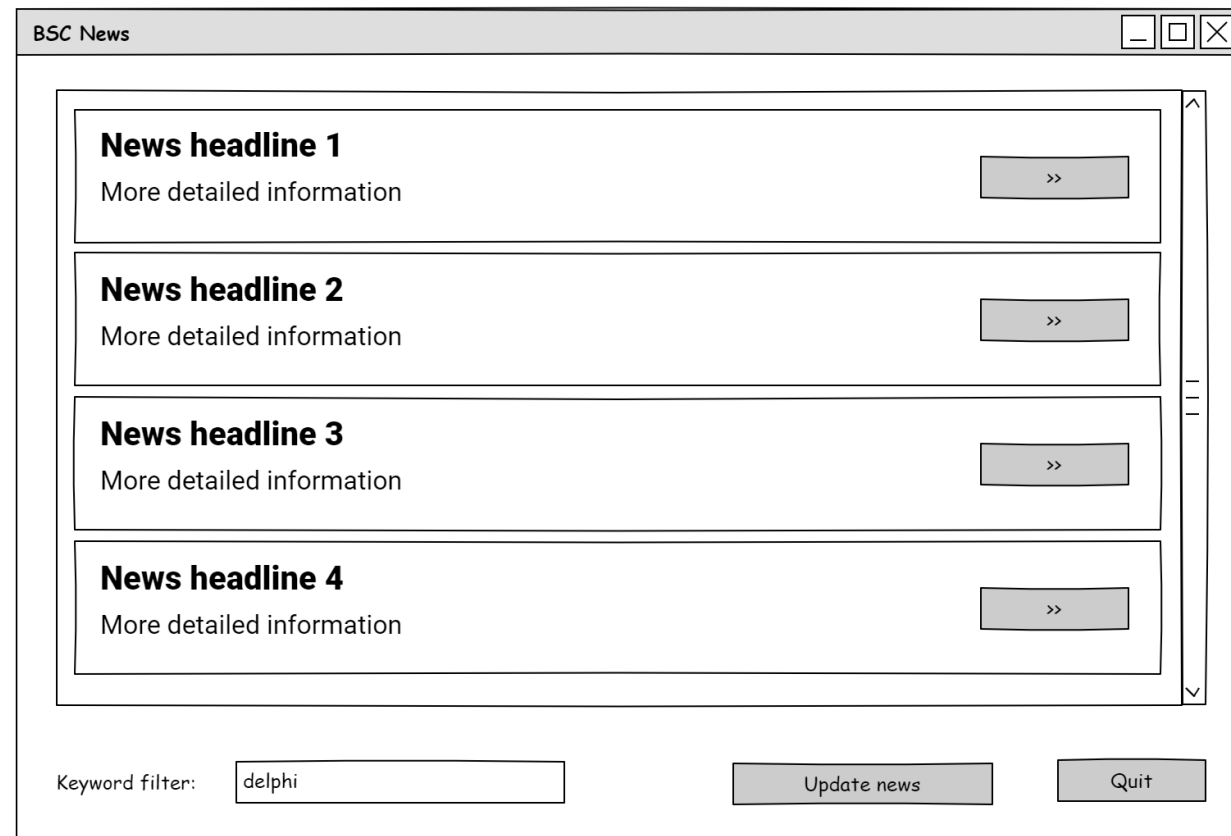 BSC News
News headline 1
More detailed information
>>
News headline 2
More detailed information
>>
News headline 3
More detailed information
>>
News headline 4
More detailed information
>>
Keyword filter: delphi Update news Quit